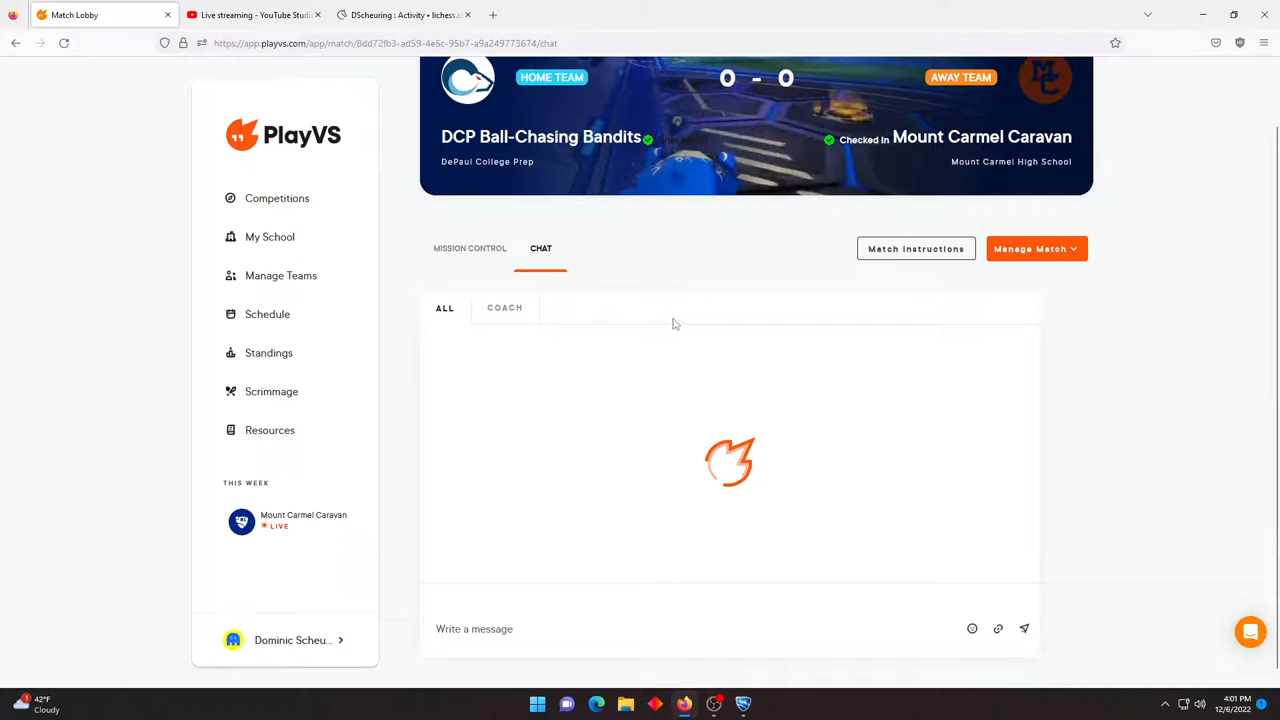 Match Lobby
Live streaming - YouTube Studi
DScheuring : Activity • lichess.o
https://app.playvs.com/app/match/8dd72fb3-ad59-4e5c-95b7-a9a249773674/chat
HOME TEAM 0 - 0 AWAY TEAM
DCP Ball-Chasing Bandits Checked In Mount Carmel Caravan
DePaul College Prep Mount Carmel High School
PlayVS
Competitions
My School
Manage Teams
Schedule
Standings
Scrimmage
Resources
THIS WEEK
Mount Carmel Caravan
LIVE
Dominic Scheu...
MISSION CONTROL CHAT Match Instructions Manage Match
ALL COACH
Write a message
1 42°F
Cloudy
4:01 PM
12/6/2022